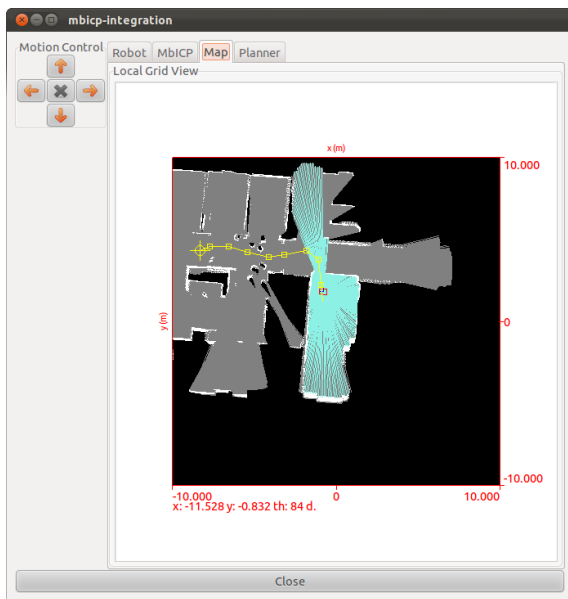 mbicp-integration
Motion Control
Robot MbICP Map Planner
Local Grid View
x (m)
10.000
y (m)
0
-10.000
-10.000 0 10.000
x: -11.528 y: -0.832 th: 84 d.
Close